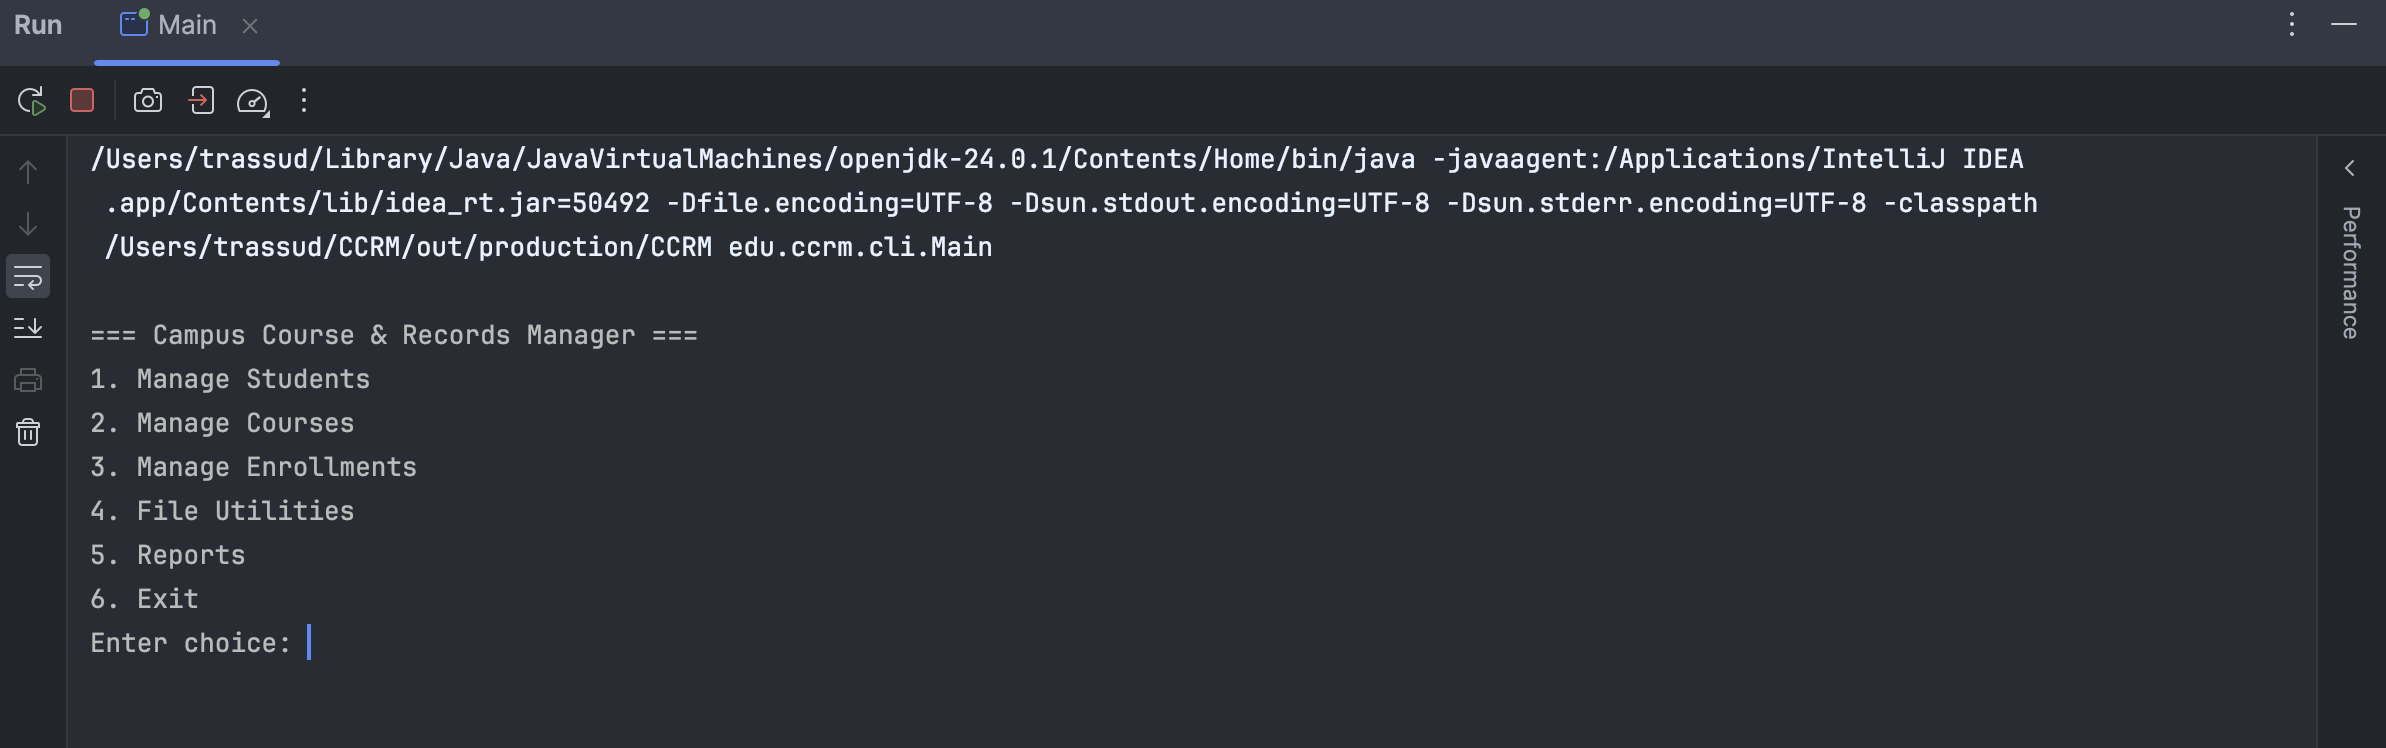 Run
Main
/Users/trassud/Library/Java/JavaVirtualMachines/openjdk-24.0.1/Contents/Home/bin/java -javaagent:/Applications/IntelliJ IDEA
.app/Contents/lib/idea_rt.jar=50492 -Dfile.encoding=UTF-8 -Dsun.stdout.encoding=UTF-8 -Dsun.stderr.encoding=UTF-8 -classpath
/Users/trassud/CCRM/out/production/CCRM edu.ccrm.cli.Main
=== Campus Course & Records Manager ===
1. Manage Students
2. Manage Courses
3. Manage Enrollments
4. File Utilities
5. Reports
6. Exit
Enter choice:
Performance